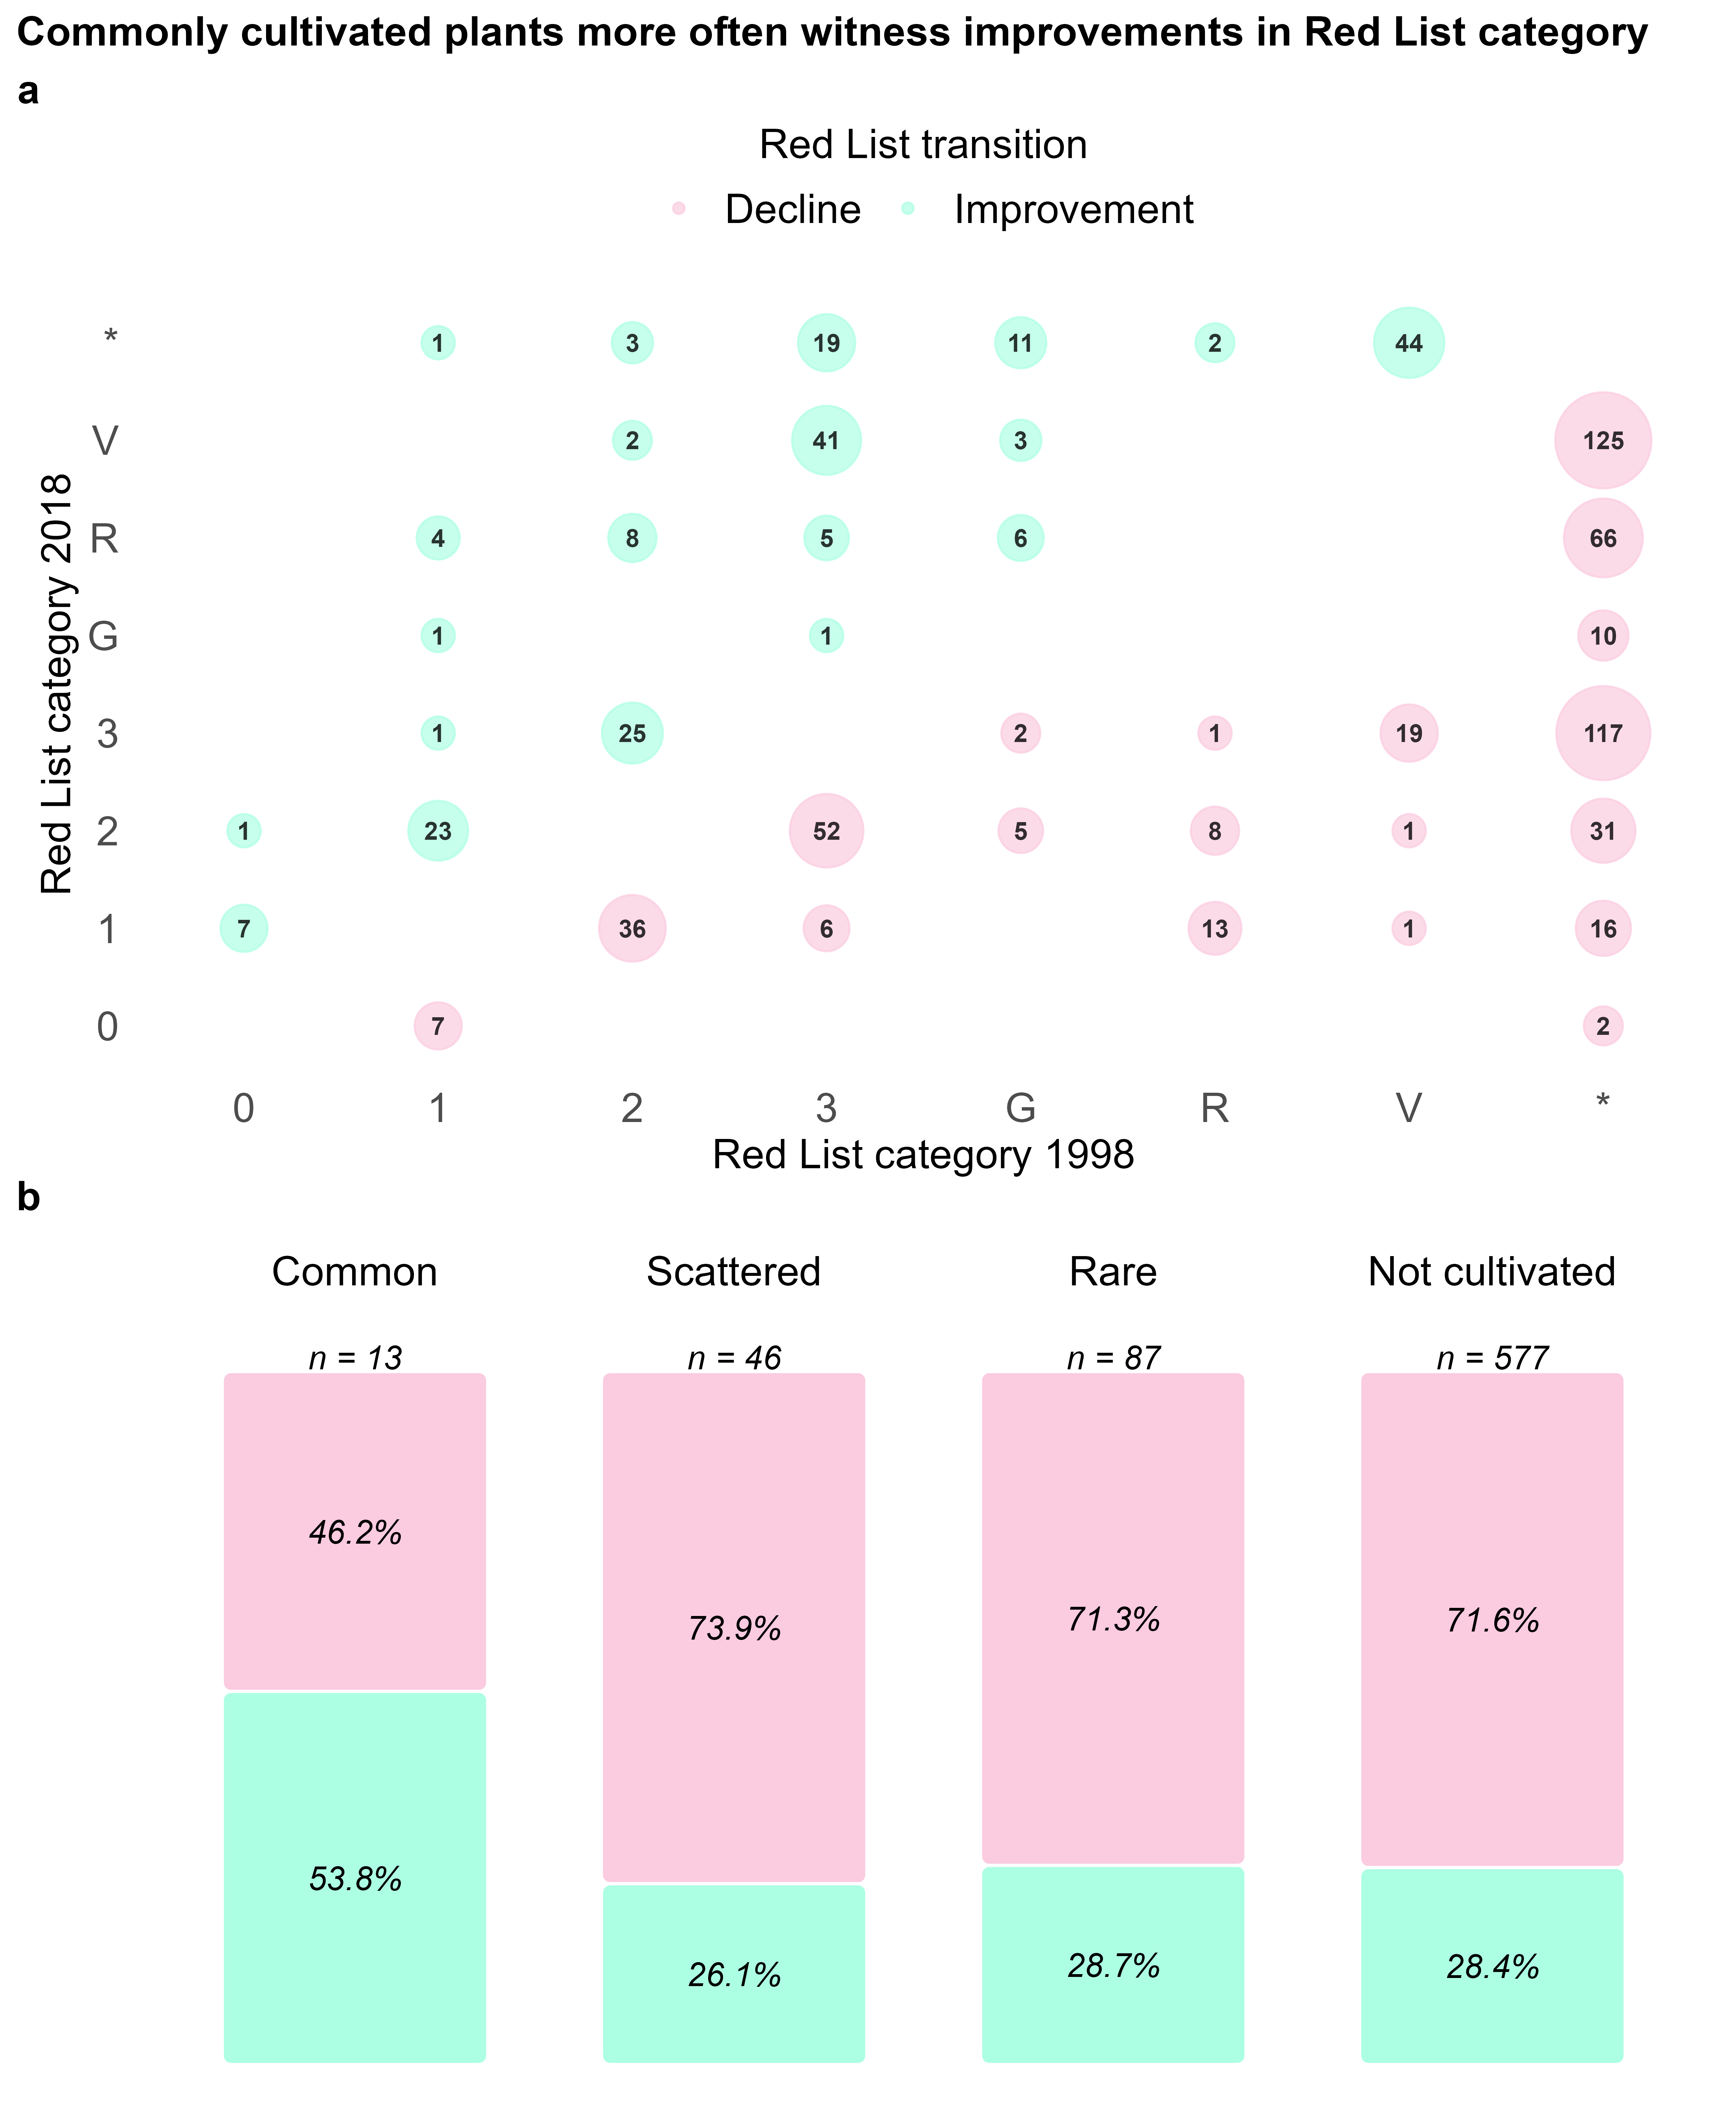 Commonly cultivated plants more often witness improvements in Red List category
a
Red List transition
Decline Improvement
* 1 3 19 11 2 44
V 2 41 3 125
R 4 8 5 6 66
G 1 1 10
3 1 25 2 1 19 117
2 1 23 52 5 8 1 31
1 7 36 6 13 1 16
0 7 2
Red List category 2018
0 1 2 3 G R V *
Red List category 1998
b
Common Scattered Rare Not cultivated
n = 13 n = 46 n = 87 n = 577
46.2% 73.9% 71.3% 71.6%
53.8% 26.1% 28.7% 28.4%